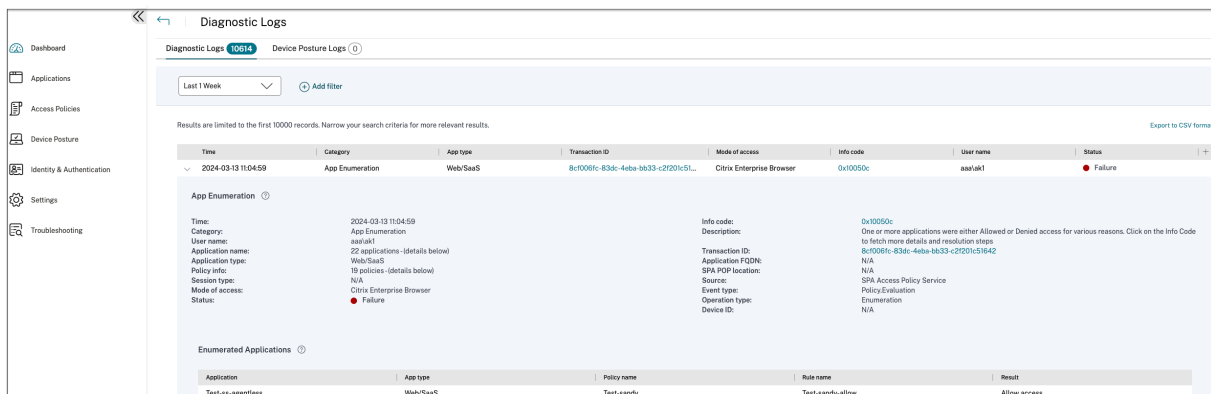 Diagnostic Logs
Diagnostic Logs 10614 Device Posture Logs 0
Dashboard
Applications
Access Policies
Device Posture
Identity & Authentication
Settings
Troubleshooting
Last 1 Week Add filter
Results are limited to the first 10000 records. Narrow your search criteria for more relevant results. Export to CSV forma
Time Category App type Transaction ID Mode of access Info code User name Status
2024-03-13 11:04:59 App Enumeration Web/SaaS 8cf006fc-83dc-4eba-bb33-c2f201c51... Citrix Enterprise Browser 0x10050c aaa\ak1 Failure
App Enumeration
Time: 2024-03-13 11:04:59
Category: App Enumeration
User name: aaa\ak1
Application name: 22 applications - (details below)
Application type: Web/SaaS
Policy info: 19 policies - (details below)
Session type: N/A
Mode of access: Citrix Enterprise Browser
Status: Failure
Info code: 0x10050c
Description: One or more applications were either Allowed or Denied access for various reasons. Click on the Info Code
to fetch more details and resolution steps
Transaction ID: 8cf006fc-83dc-4eba-bb33-c2f201c51642
Application FQDN: N/A
SPA POP location: N/A
Source: SPA Access Policy Service
Event type: Policy.Evaluation
Operation type: Enumeration
Device ID: N/A
Enumerated Applications
Application App type Policy name Rule name Result
Test-ss-agentless Web/SaaS Test-sandy Test-sandy-allow Allow access